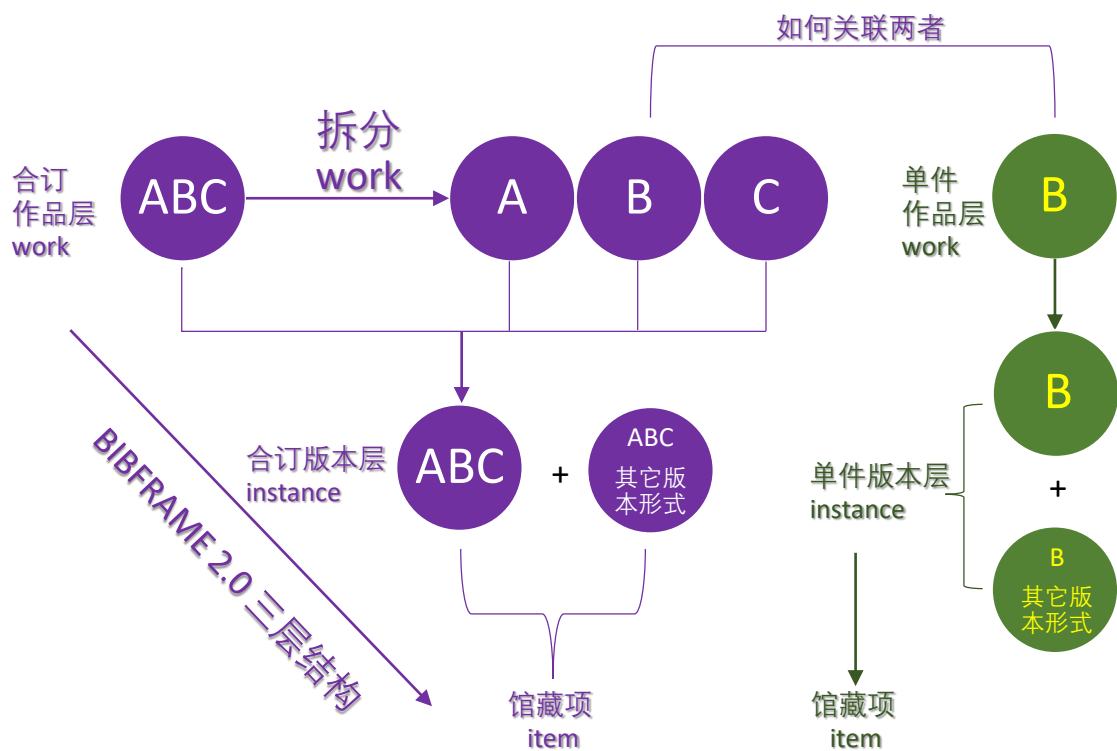 如何关联两者
拆分
work
合订
作品层
work
ABC
A
B
C
单件
作品层
work
B
B
合订版本层
instance
ABC
+
ABC
其它版
本形式
单件版本层
instance
+
B
其它版
本形式
BIBFRAME 2.0 三层结构
馆藏项
item
馆藏项
item